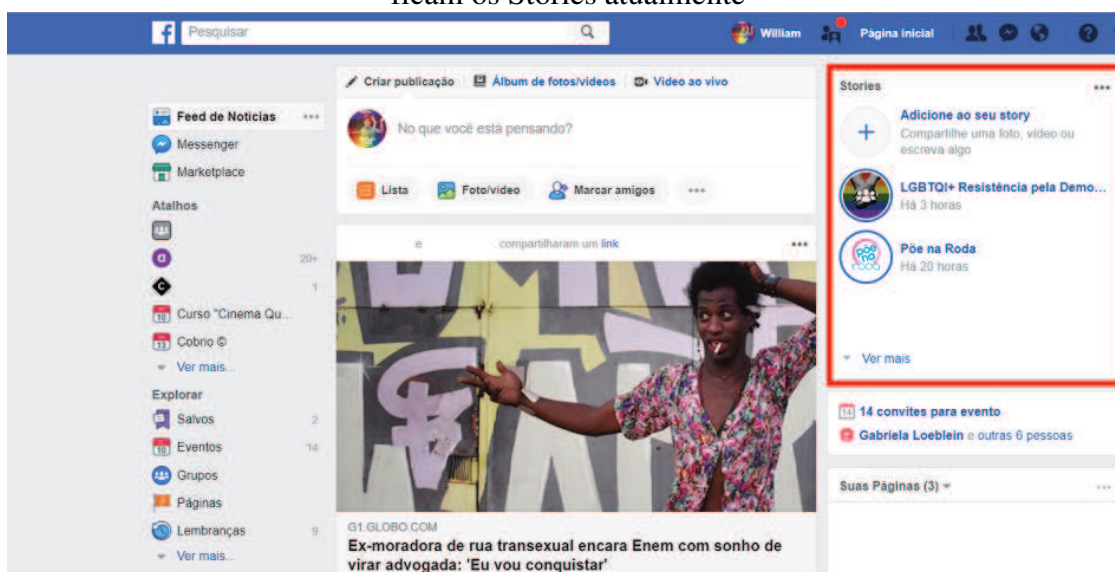 ficam os Stories atualmente
Pesquisar
William
Página inicial
Criar publicação
Álbum de fotos/vídeos
Vídeo ao vivo
No que você está pensando?
Lista
Foto/vídeo
Marcar amigos
Feed de Notícias
Messenger
Marketplace
Atalhos
20+
1
Curso "Cinema Qu...
Cobrio ©
Ver mais...
Explorar
Salvos 2
Eventos 14
Grupos
Páginas
Lembranças 9
Ver mais...
e compartilharam um link
G1.GLOBO.COM
Ex-moradora de rua transexual encara Enem com sonho de
virar advogada: 'Eu vou conquistar'
Stories
Adicione ao seu story
Compartilhe uma foto, vídeo ou
escreva algo
LGBTQI+ Resistência pela Demo...
Há 3 horas
Põe na Roda
Há 20 horas
Ver mais
14 convites para evento
Gabriela Loeblein e outras 6 pessoas
Suas Páginas (3)